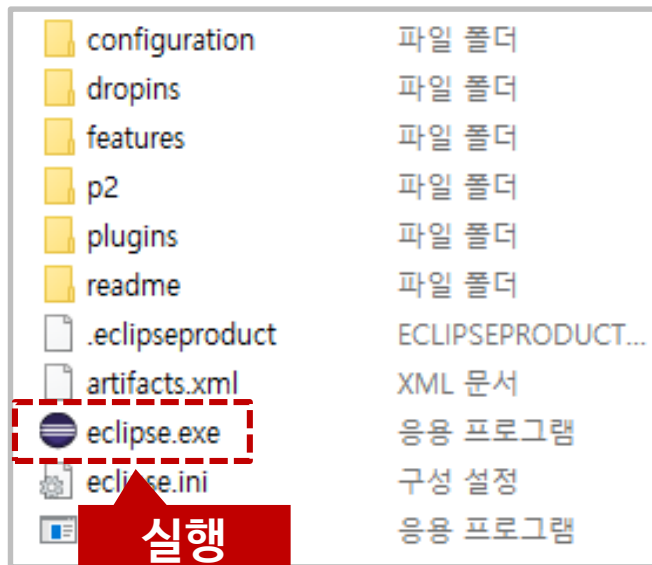 configuration 파일 폴더
dropins 파일 폴더
features 파일 폴더
p2 파일 폴더
plugins 파일 폴더
readme 파일 폴더
.eclipseproduct ECLIPSEPRODUCT...
artifacts.xml XML 문서
eclipse.exe 응용 프로그램
eclipse.ini 구성 설정
실행 응용 프로그램